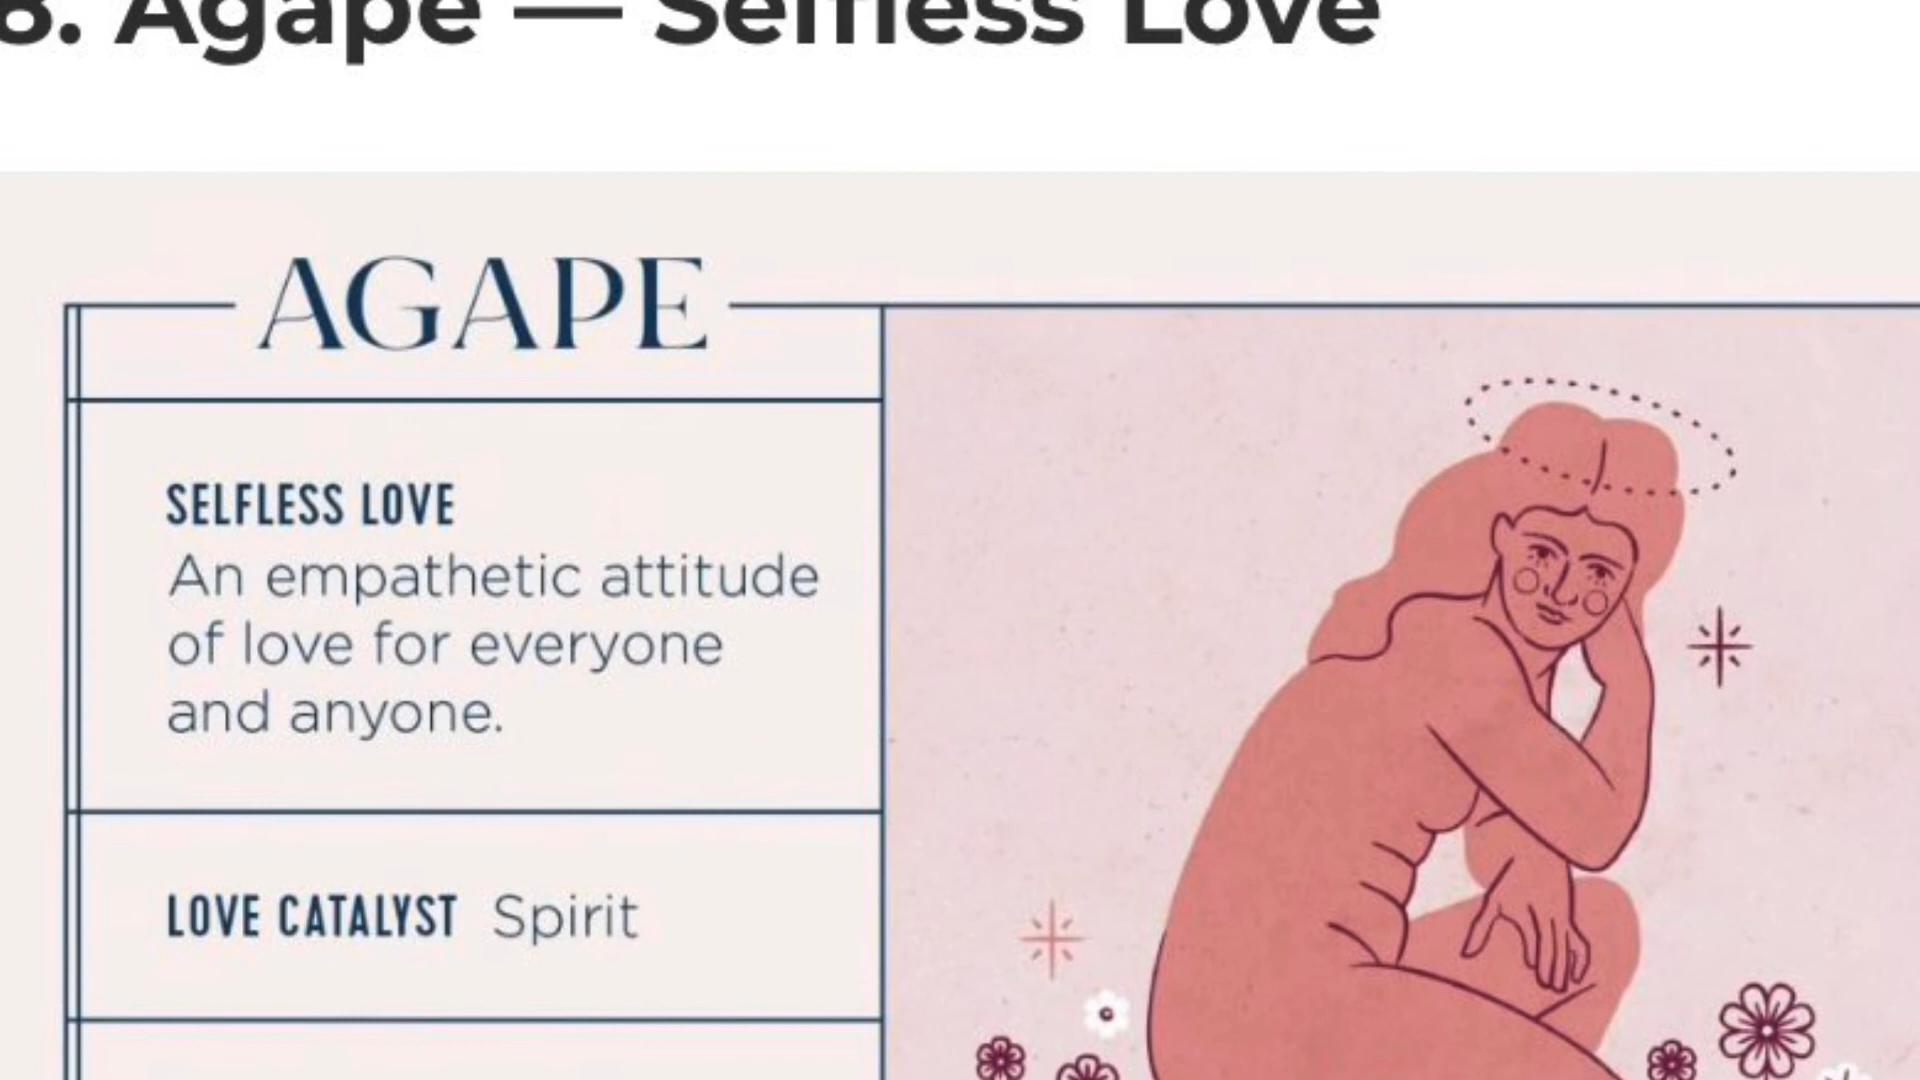 8. Agape — Selfless Love
AGAPE
SELFLESS LOVE
An empathetic attitude
of love for everyone
and anyone.
LOVE CATALYST Spirit